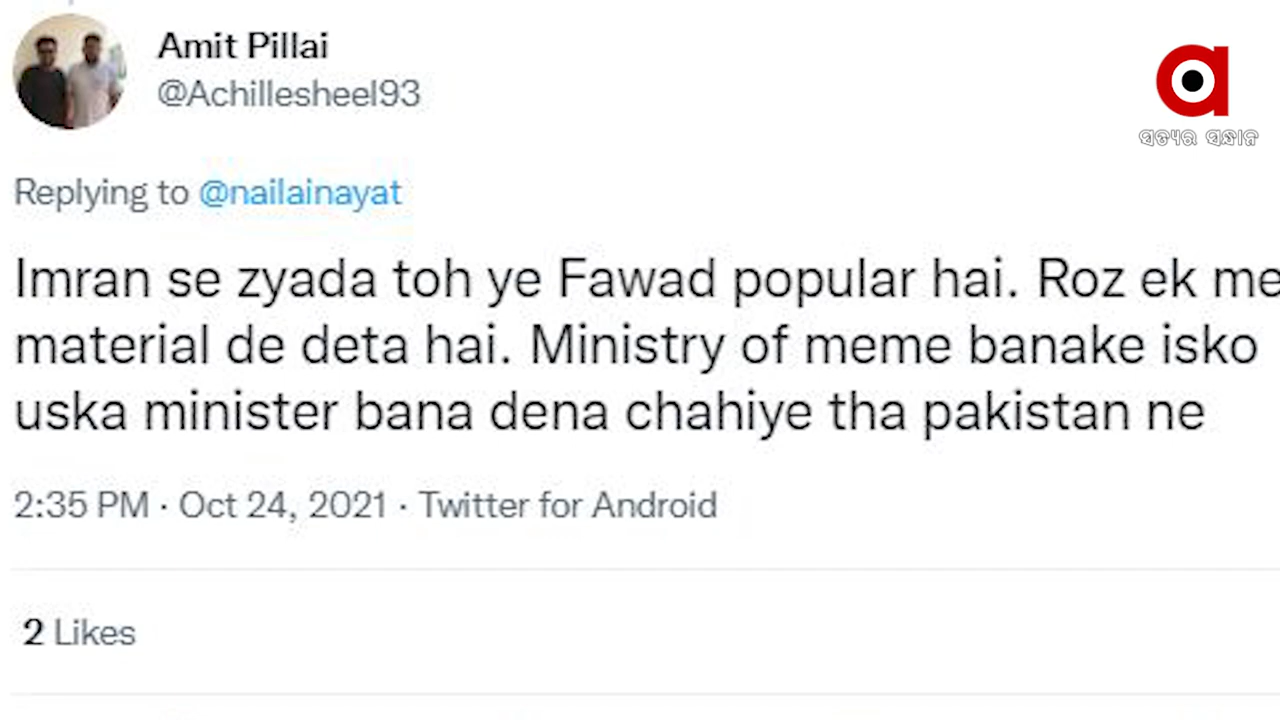 Amit Pillai
@Achillesheel93
ସତ୍ୟର ସନ୍ଧାନ
Replying to @nailainayat
Imran se zyada toh ye Fawad popular hai. Roz ek me
material de deta hai. Ministry of meme banake isko
uska minister bana dena chahiye tha pakistan ne
2:35 PM · Oct 24, 2021 · Twitter for Android
2 Likes